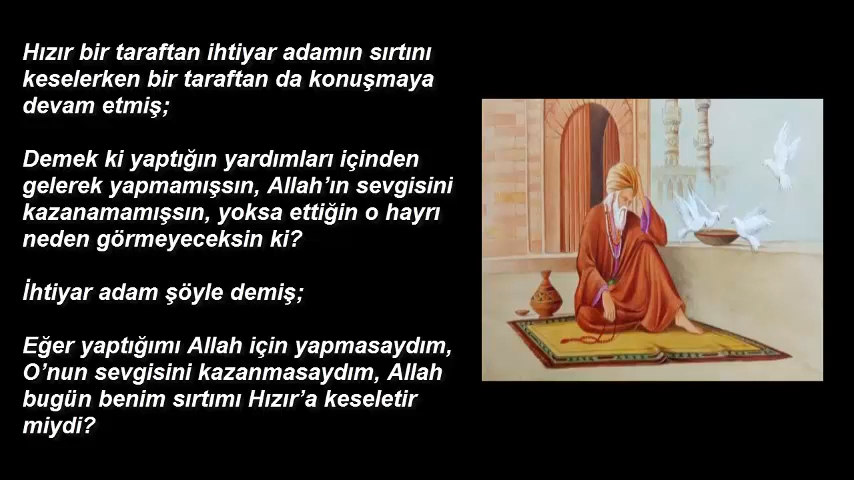 Hızır bir taraftan ihtiyar adamın sırtını
keselerken bir taraftan da konuşmaya
devam etmiş;
Demek ki yaptığın yardımları içinden
gelerek yapmamışsın, Allah’ın sevgisini
kazanamamışsın, yoksa ettiğin o hayrı
neden görmeyeceksin ki?
İhtiyar adam şöyle demiş;
Eğer yaptığımı Allah için yapmasaydım,
O’nun sevgisini kazanmasaydım, Allah
bugün benim sırtımı Hızır’a keseletir
miydi?